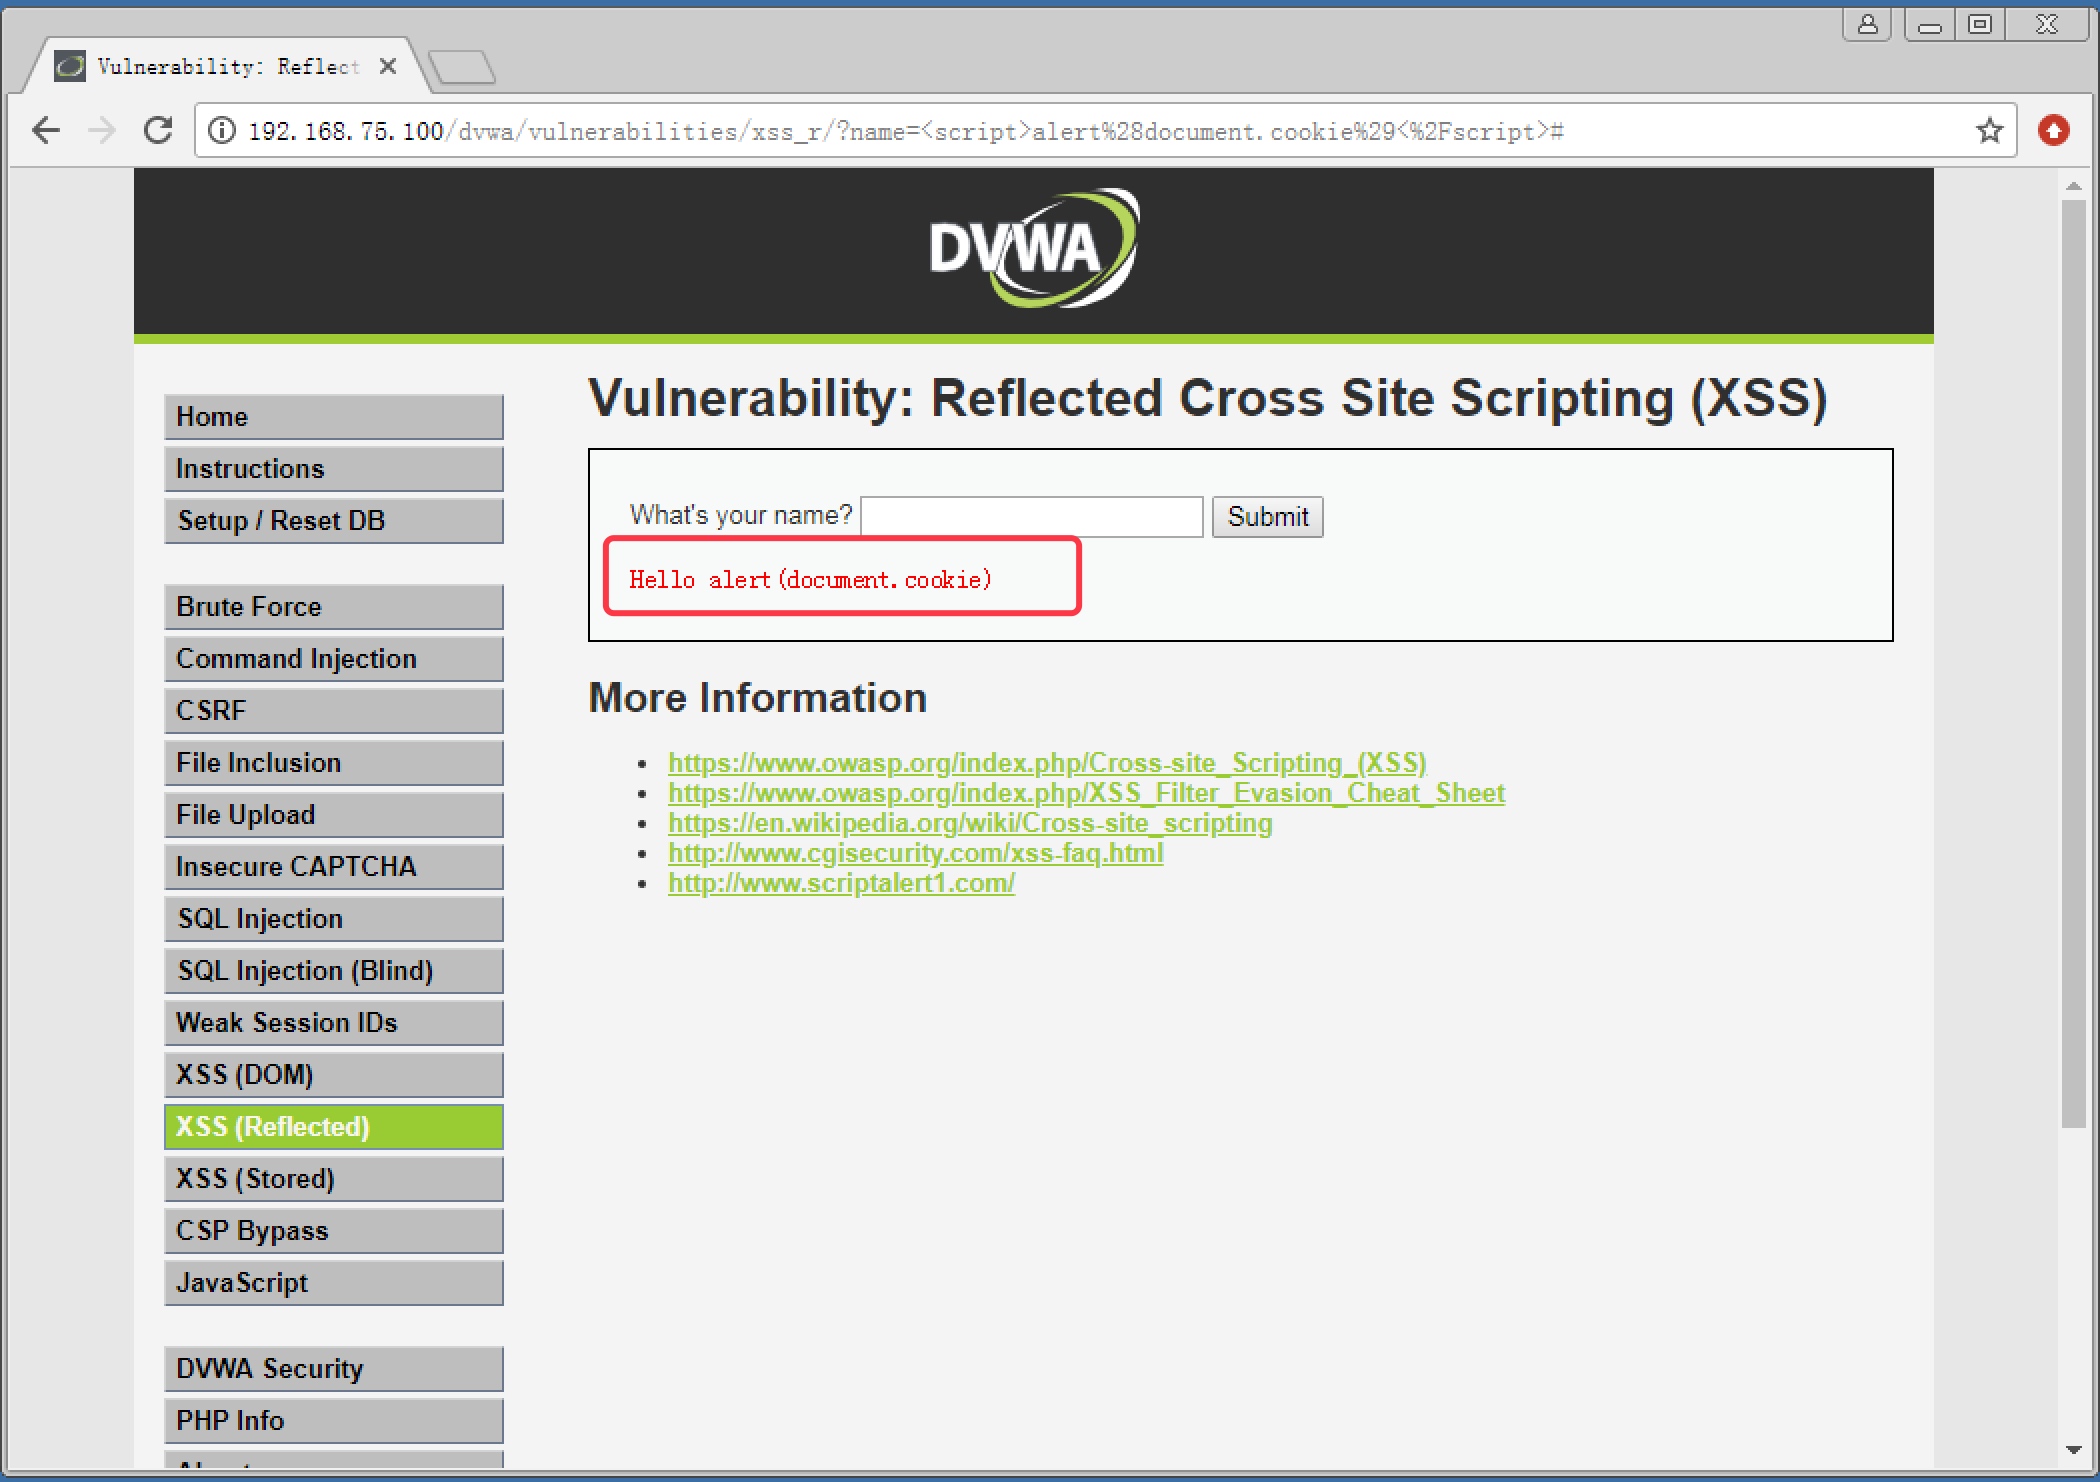 Vulnerability: Reflect
192.168.75.100/dvwa/vulnerabilities/xss_r/?name=<script>alert%28document.cookie%29<%2Fscript>#
DVWA
Home
Instructions
Setup / Reset DB
Brute Force
Command Injection
CSRF
File Inclusion
File Upload
Insecure CAPTCHA
SQL Injection
SQL Injection (Blind)
Weak Session IDs
XSS (DOM)
XSS (Reflected)
XSS (Stored)
CSP Bypass
JavaScript
DVWA Security
PHP Info
Vulnerability: Reflected Cross Site Scripting (XSS)
What's your name? Submit
Hello alert(document.cookie)
More Information
https://www.owasp.org/index.php/Cross-site_Scripting_(XSS)
https://www.owasp.org/index.php/XSS_Filter_Evasion_Cheat_Sheet
https://en.wikipedia.org/wiki/Cross-site_scripting
http://www.cgisecurity.com/xss-faq.html
http://www.scriptalert1.com/